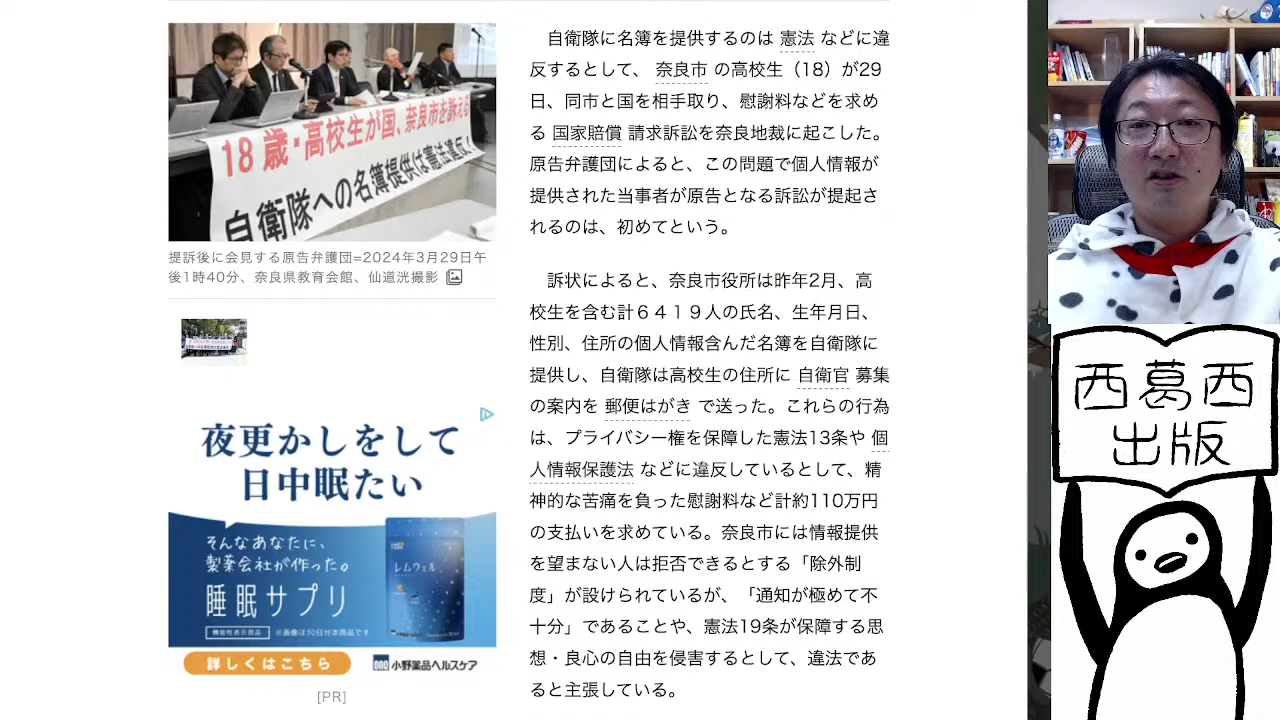 18歳・高校生が国、奈良市を訴える
自衛隊への名簿提供は憲法違反!
提訴後に会見する原告弁護団=2024年3月29日午
後1時40分、奈良県教育会館、仙道洸撮影
夜更かしをして
日中眠たい
そんなあなたに、
製薬会社が作った。
睡眠サプリ
機能性表示食品
※画像は30日分本商品です
レムウェル
詳しくはこちら
ono 小野薬品ヘルスケア
[PR]
自衛隊に名簿を提供するのは 憲法 などに違
反するとして、 奈良市 の高校生（18）が29
日、同市と国を相手取り、慰謝料などを求め
る 国家賠償 請求訴訟を奈良地裁に起こした。
原告弁護団によると、この問題で個人情報が
提供された当事者が原告となる訴訟が提起さ
れるのは、初めてという。
訴状によると、奈良市役所は昨年2月、高
校生を含む計６４１９人の氏名、生年月日、
性別、住所の個人情報含んだ名簿を自衛隊に
提供し、自衛隊は高校生の住所に 自衛官 募集
の案内を 郵便はがき で送った。これらの行為
は、プライバシー権を保障した憲法13条や 個
人情報保護法 などに違反しているとして、精
神的な苦痛を負った慰謝料など計約110万円
の支払いを求めている。奈良市には情報提供
を望まない人は拒否できるとする「除外制
度」が設けられているが、「通知が極めて不
十分」であることや、憲法19条が保障する思
想・良心の自由を侵害するとして、違法であ
ると主張している。
西葛西
出版